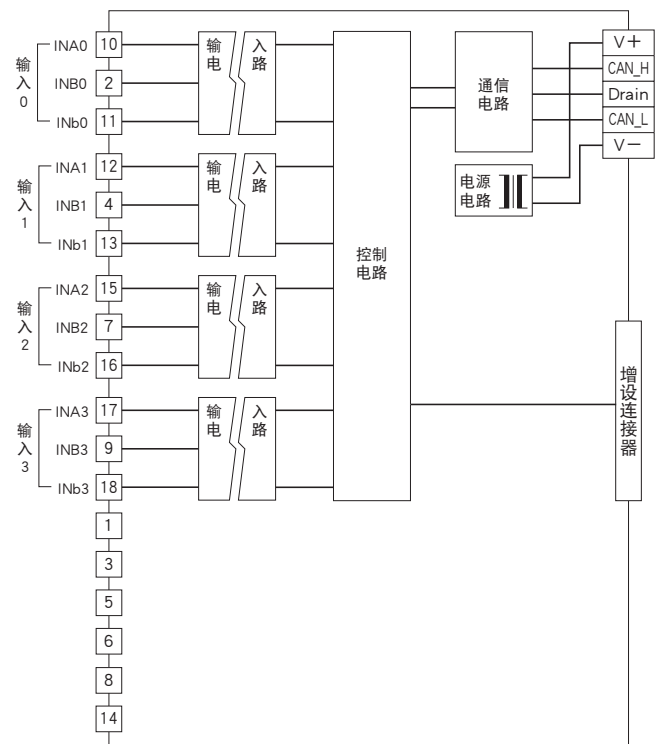 输入0
INA0 10
INB0 2
INb0 11
输电 入路
输入1
INA1 12
INB1 4
INb1 13
输电 入路
输入2
INA2 15
INB2 7
INb2 16
输电 入路
输入3
INA3 17
INB3 9
INb3 18
输电 入路
1
3
5
6
8
14
控制
电路
通信
电路
电源
电路
V+
CAN_H
Drain
CAN_L
V−
增设连接器